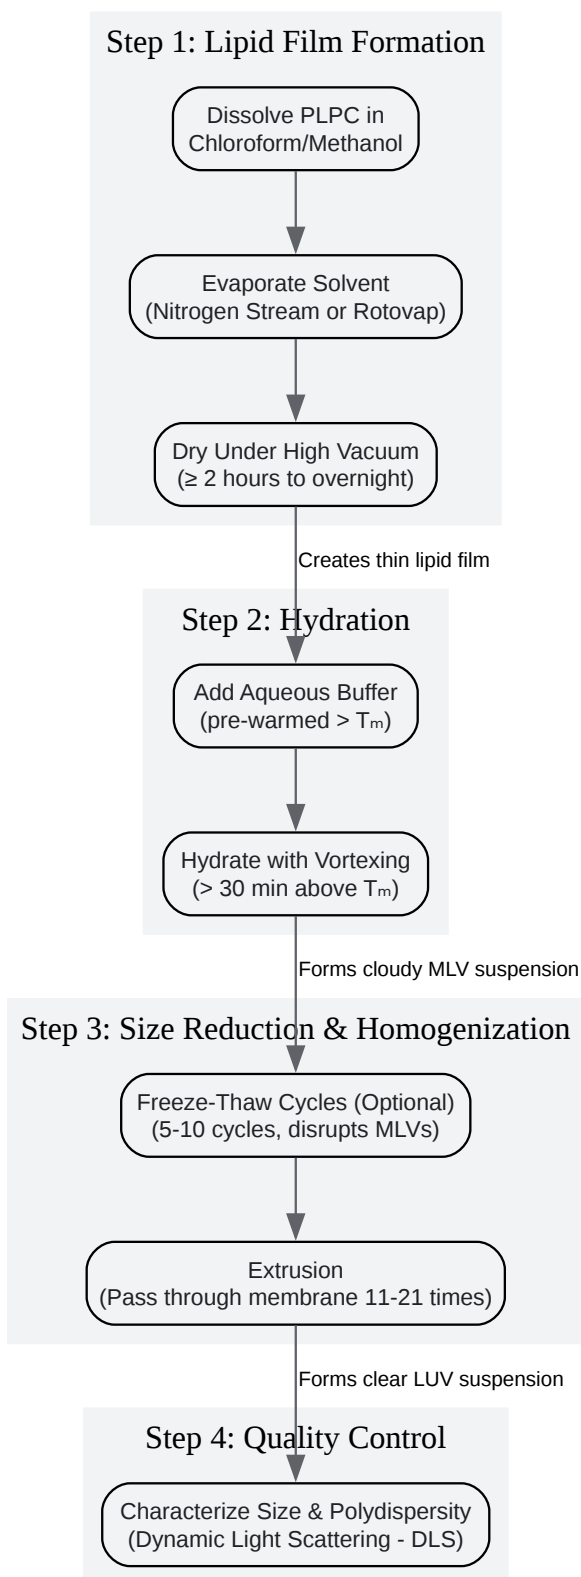 Step 1: Lipid Film Formation
Dissolve PLPC in
Chloroform/Methanol
Evaporate Solvent
(Nitrogen Stream or Rotovap)
Dry Under High Vacuum
(≥ 2 hours to overnight)
Creates thin lipid film
Step 2: Hydration
Add Aqueous Buffer
(pre-warmed > Tₘ)
Hydrate with Vortexing
(> 30 min above Tₘ)
Forms cloudy MLV suspension
Step 3: Size Reduction & Homogenization
Freeze-Thaw Cycles (Optional)
(5-10 cycles, disrupts MLVs)
Extrusion
(Pass through membrane 11-21 times)
Forms clear LUV suspension
Step 4: Quality Control
Characterize Size & Polydispersity
(Dynamic Light Scattering - DLS)